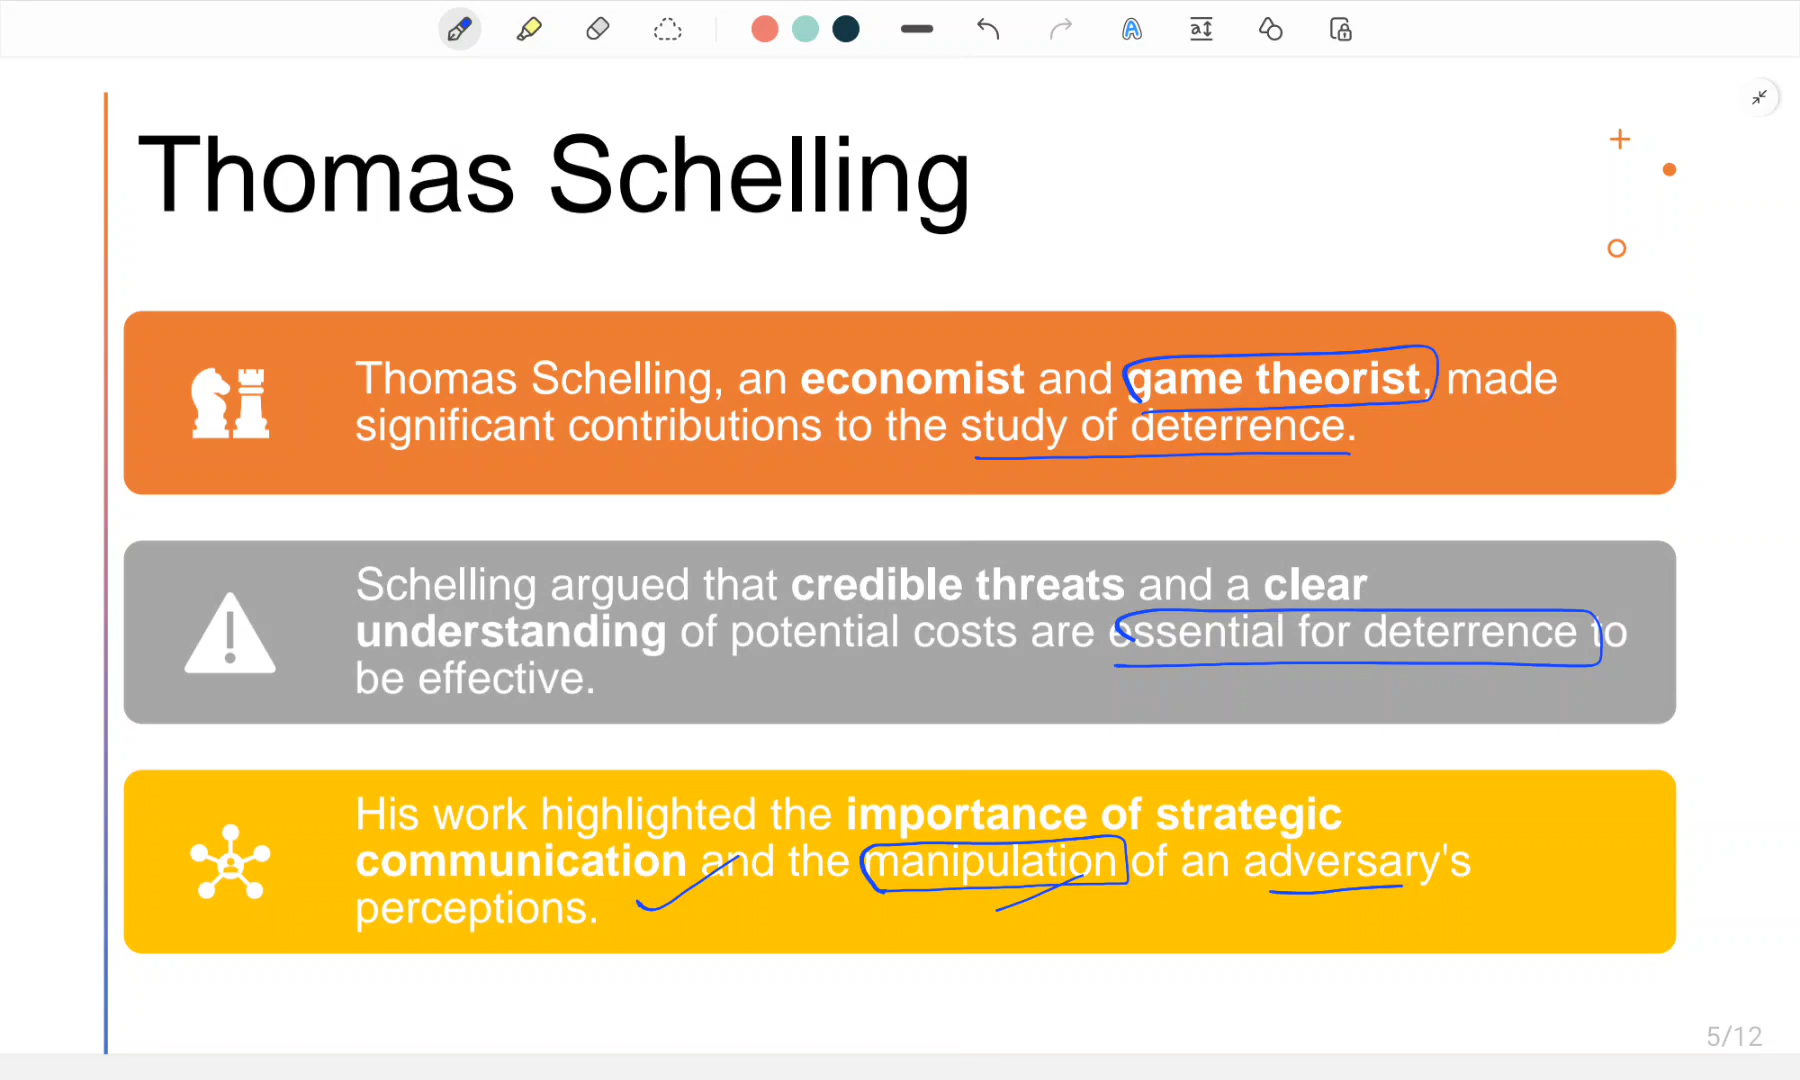 Thomas Schelling
Thomas Schelling, an economist and game theorist, made
significant contributions to the study of deterrence.
Schelling argued that credible threats and a clear
understanding of potential costs are essential for deterrence to
be effective.
His work highlighted the importance of strategic
communication and the manipulation of an adversary's
perceptions.
5/12